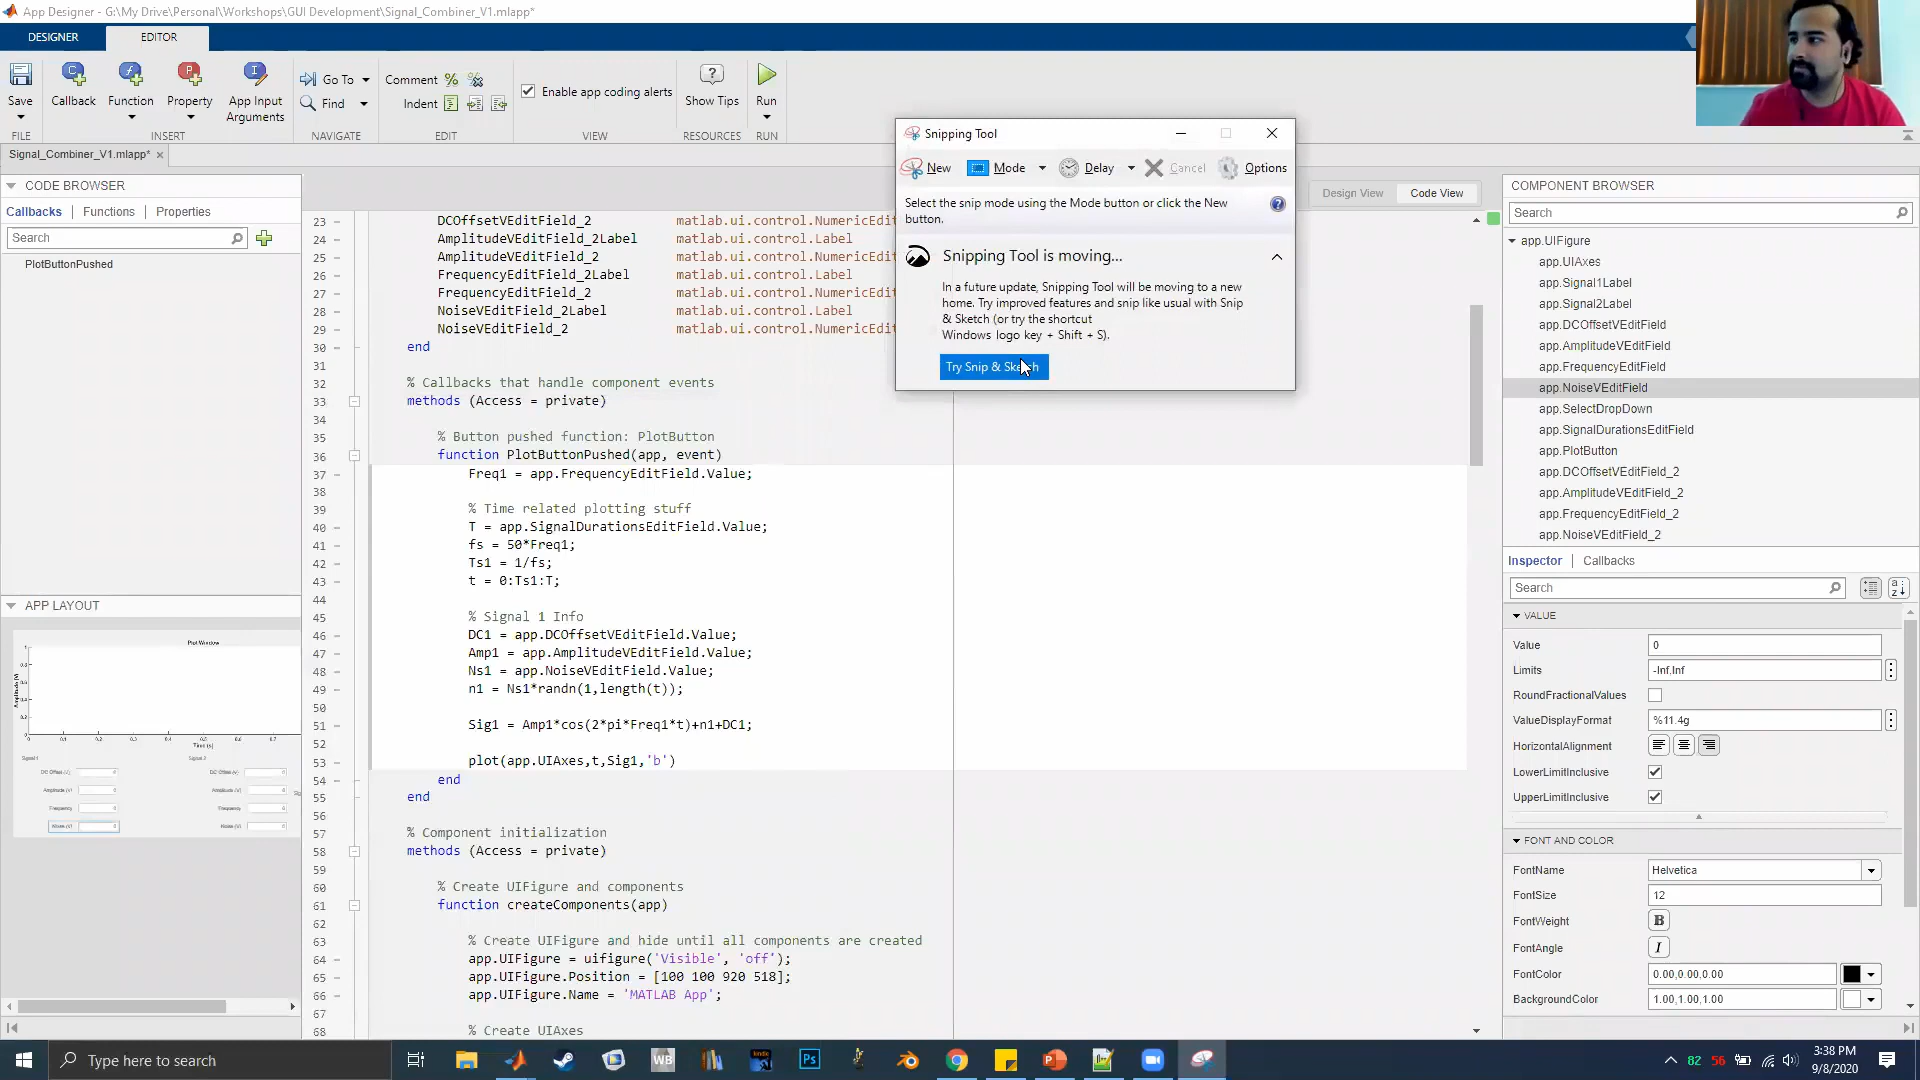 App Designer - G:\My Drive\Personal\Workshops\GUI Development\Signal_Combiner_V1.mlapp*
DESIGNER
EDITOR
Save
Callback
Function
Property
App Input
Arguments
Go To
Find
Comment
Indent
Enable app coding alerts
Show Tips
Run
FILE
INSERT
NAVIGATE
EDIT
VIEW
RESOURCES
RUN
Signal_Combiner_V1.mlapp* ×
CODE BROWSER
Callbacks
Functions
Properties
Search
PlotButtonPushed
APP LAYOUT
Plot Window
Time (s)
Design View
Code View
23 DCOffsetVEditField_2 matlab.ui.control.NumericEdi
24 AmplitudeVEditField_2Label matlab.ui.control.Label
25 AmplitudeVEditField_2 matlab.ui.control.NumericEdi
26 FrequencyEditField_2Label matlab.ui.control.Label
27 FrequencyEditField_2 matlab.ui.control.NumericEdi
28 NoiseVEditField_2Label matlab.ui.control.Label
29 NoiseVEditField_2 matlab.ui.control.NumericEdi
30 end
31
32 % Callbacks that handle component events
33 methods (Access = private)
34
35 % Button pushed function: PlotButton
36 function PlotButtonPushed(app, event)
37 Freq1 = app.FrequencyEditField.Value;
38
39 % Time related plotting stuff
40 T = app.SignalDurationsEditField.Value;
41 fs = 50*Freq1;
42 Ts1 = 1/fs;
43 t = 0:Ts1:T;
44
45 % Signal 1 Info
46 DC1 = app.DCOffsetVEditField.Value;
47 Amp1 = app.AmplitudeVEditField.Value;
48 Ns1 = app.NoiseVEditField.Value;
49 n1 = Ns1*randn(1,length(t));
50
51 Sig1 = Amp1*cos(2*pi*Freq1*t)+n1+DC1;
52
53 plot(app.UIAxes,t,Sig1,'b')
54 end
55 end
56
57 % Component initialization
58 methods (Access = private)
59
60 % Create UIFigure and components
61 function createComponents(app)
62
63 % Create UIFigure and hide until all components are created
64 app.UIFigure = uifigure('Visible', 'off');
65 app.UIFigure.Position = [100 100 920 518];
66 app.UIFigure.Name = 'MATLAB App';
67
68 % Create UIAxes
Snipping Tool
New
Mode
Delay
Cancel
Options
Select the snip mode using the Mode button or click the New
button.
Snipping Tool is moving...
In a future update, Snipping Tool will be moving to a new
home. Try improved features and snip like usual with Snip
& Sketch (or try the shortcut
Windows logo key + Shift + S).
Try Snip & Sketch
COMPONENT BROWSER
Search
app.UIFigure
app.UIAxes
app.Signal1Label
app.Signal2Label
app.DCOffsetVEditField
app.AmplitudeVEditField
app.FrequencyEditField
app.NoiseVEditField
app.SelectDropDown
app.SignalDurationsEditField
app.PlotButton
app.DCOffsetVEditField_2
app.AmplitudeVEditField_2
app.FrequencyEditField_2
app.NoiseVEditField_2
Inspector
Callbacks
Search
VALUE
Value 0
Limits -Inf,Inf
RoundFractionalValues
ValueDisplayFormat %11.4g
HorizontalAlignment
LowerLimitInclusive
UpperLimitInclusive
FONT AND COLOR
FontName Helvetica
FontSize 12
FontWeight B
FontAngle I
FontColor 0.00,0.00,0.00
BackgroundColor 1.00,1.00,1.00
Type here to search
WB
kindle
Ps
82 56
3:38 PM
9/8/2020